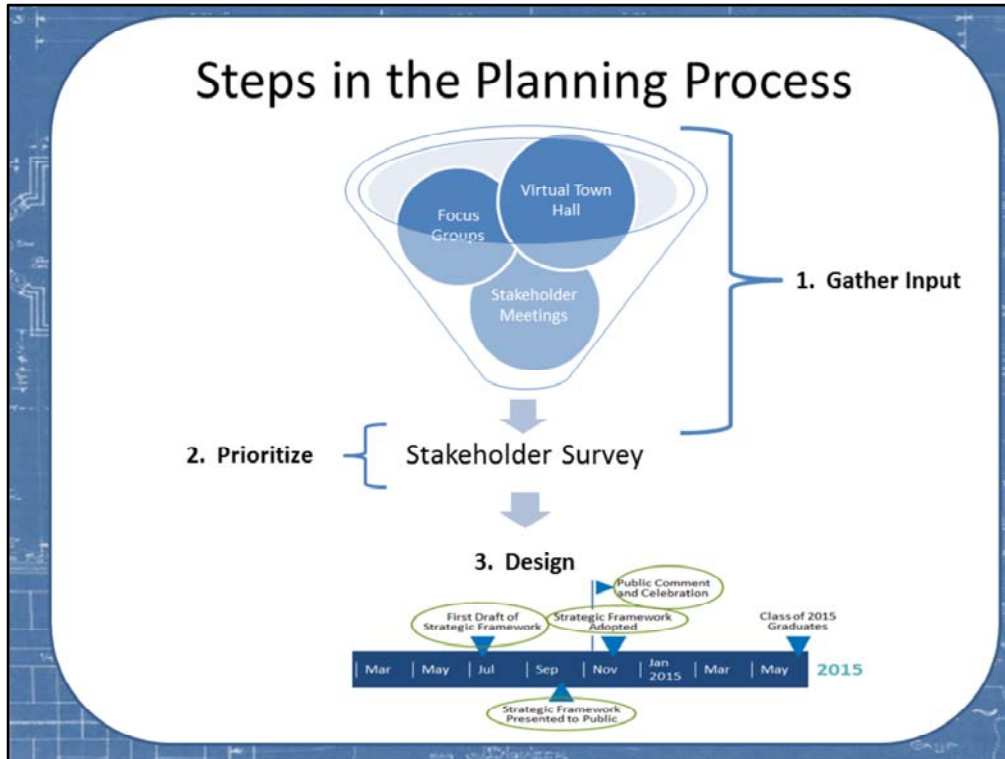 Steps in the Planning Process
Virtual Town
Hall
Focus
Groups
Stakeholder
Meetings
1. Gather Input
2. Prioritize
Stakeholder Survey
3. Design
Public Comment
and Celebration
First Draft of
Strategic Framework
Strategic Framework
Adopted
Class of 2015
Graduates
Mar
May
Jul
Sep
Nov
Jan
2015
Mar
May
2015
Strategic Framework
Presented to Public